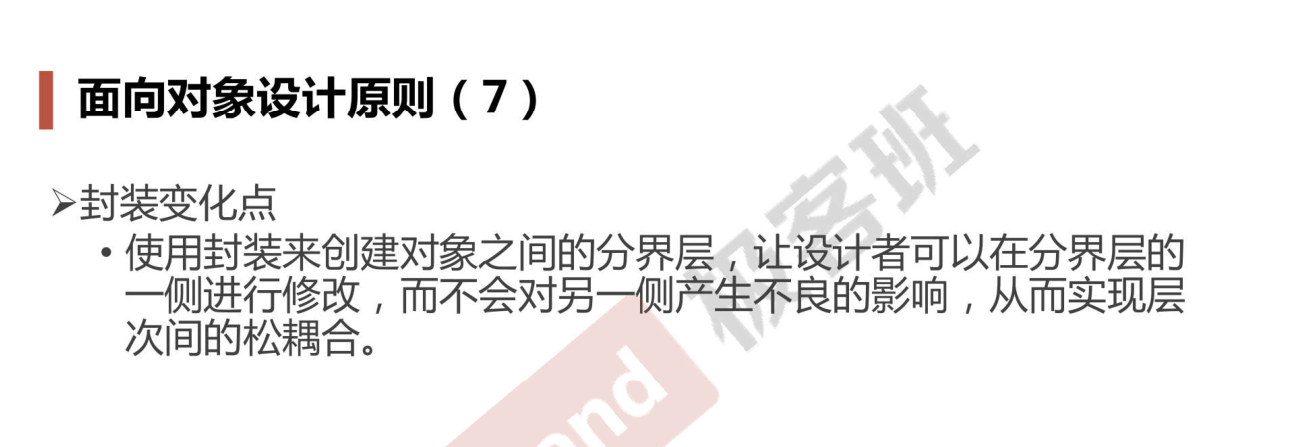 面向对象设计原则（7）
➢封装变化点
• 使用封装来创建对象之间的分界层，让设计者可以在分界层的
一侧进行修改，而不会对另一侧产生不良的影响，从而实现层
次间的松耦合。
极客班
and